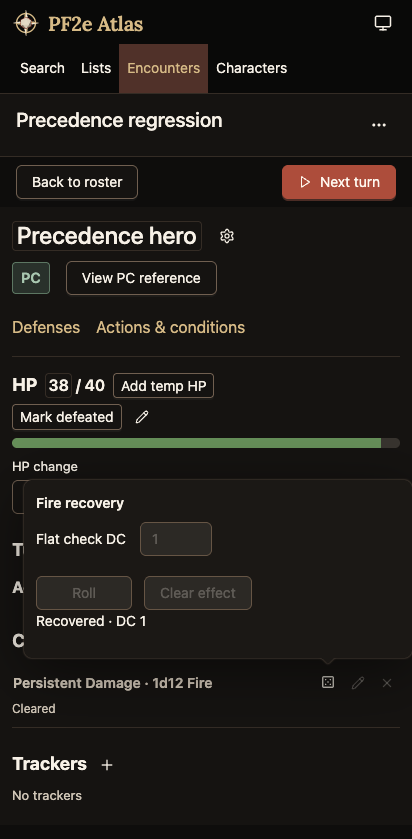 PF2e Atlas
Search Lists Encounters Characters
Precedence regression ...
Back to roster Next turn
Precedence hero
PC View PC reference
Defenses Actions & conditions
HP 38 / 40 Add temp HP
Mark defeated
HP change
Fire recovery
Flat check DC 1
Roll Clear effect
Recovered · DC 1
Persistent Damage · 1d12 Fire
Cleared
Trackers +
No trackers